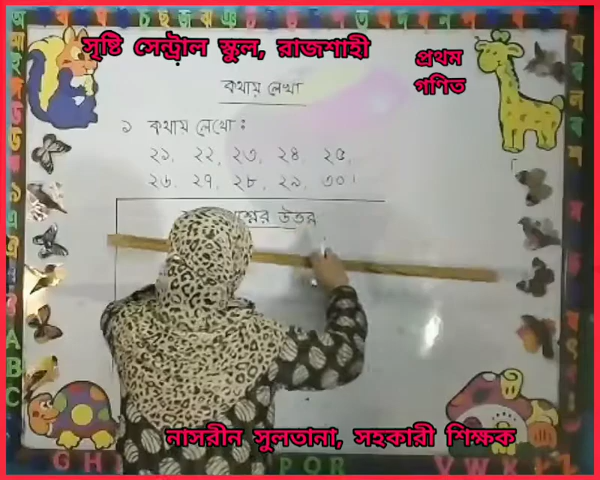 সৃষ্টি সেন্ট্রাল স্কুল, রাজশাহী
প্রথম
গণিত
কথায় লেখা
১ কথায় লেখো :
২১, ২২, ২৩, ২৪, ২৫,
২৬, ২৭, ২৮, ২৯, ৩০।
উত্তর
নাসরীন সুলতানা, সহকারী শিক্ষক
A
B
C
G H
P Q R
V W X